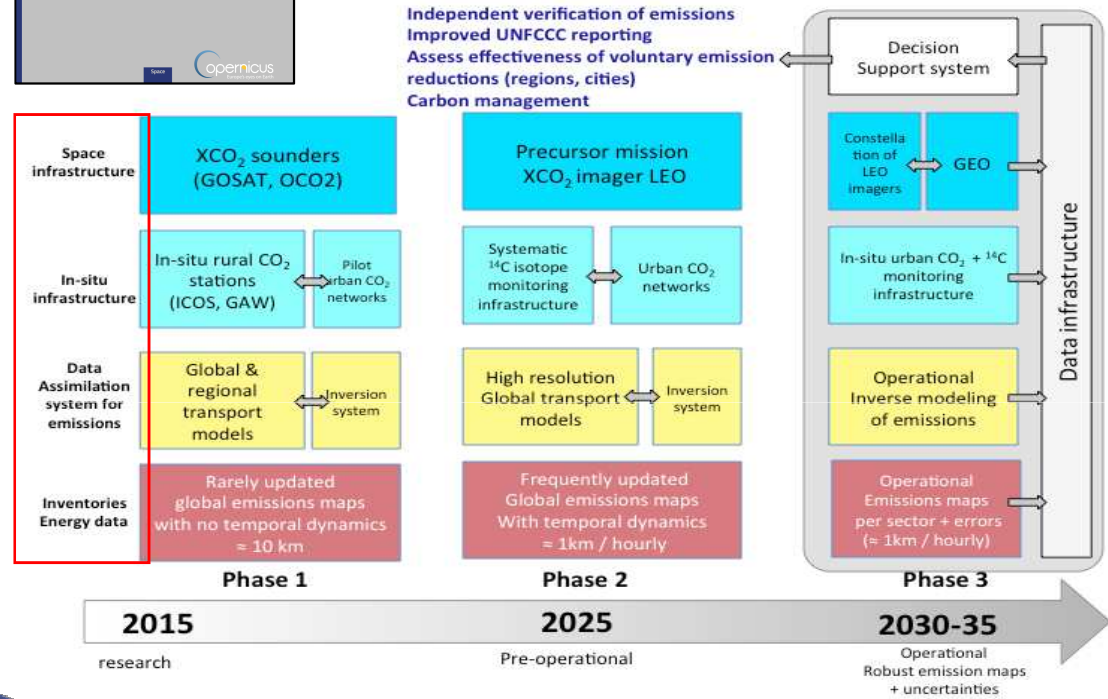 Independent verification of emissions
Improved UNFCCC reporting
Assess effectiveness of voluntary emission
reductions (regions, cities)
Carbon management
Decision
Support system
Space
opernicus
Space
infrastructure
XCO₂ sounders
(GOSAT, OCO2)
Precursor mission
XCO₂ imager LEO
Constella
tion of
LEO
imagers
GEO
In-situ
infrastructure
In-situ rural CO₂
stations
(ICOS, GAW)
Pilot
urban CO₂
networks
Systematic
¹⁴C isotope
monitoring
infrastructure
Urban CO₂
networks
In-situ urban CO₂ + ¹⁴C
monitoring
infrastructure
Data infrastructure
Data
Assimilation
system for
emissions
Global &
regional
transport
models
Inversion
system
High resolution
Global transport
models
Inversion
system
Operational
Inverse modeling
of emissions
Inventories
Energy data
Rarely updated
global emissions maps
with no temporal dynamics
≈ 10 km
Frequently updated
Global emissions maps
With temporal dynamics
≈ 1km / hourly
Operational
Emissions maps
per sector + errors
(≈ 1km / hourly)
Phase 1
Phase 2
Phase 3
2015
2025
2030-35
research
Pre-operational
Operational
Robust emission maps
+ uncertainties